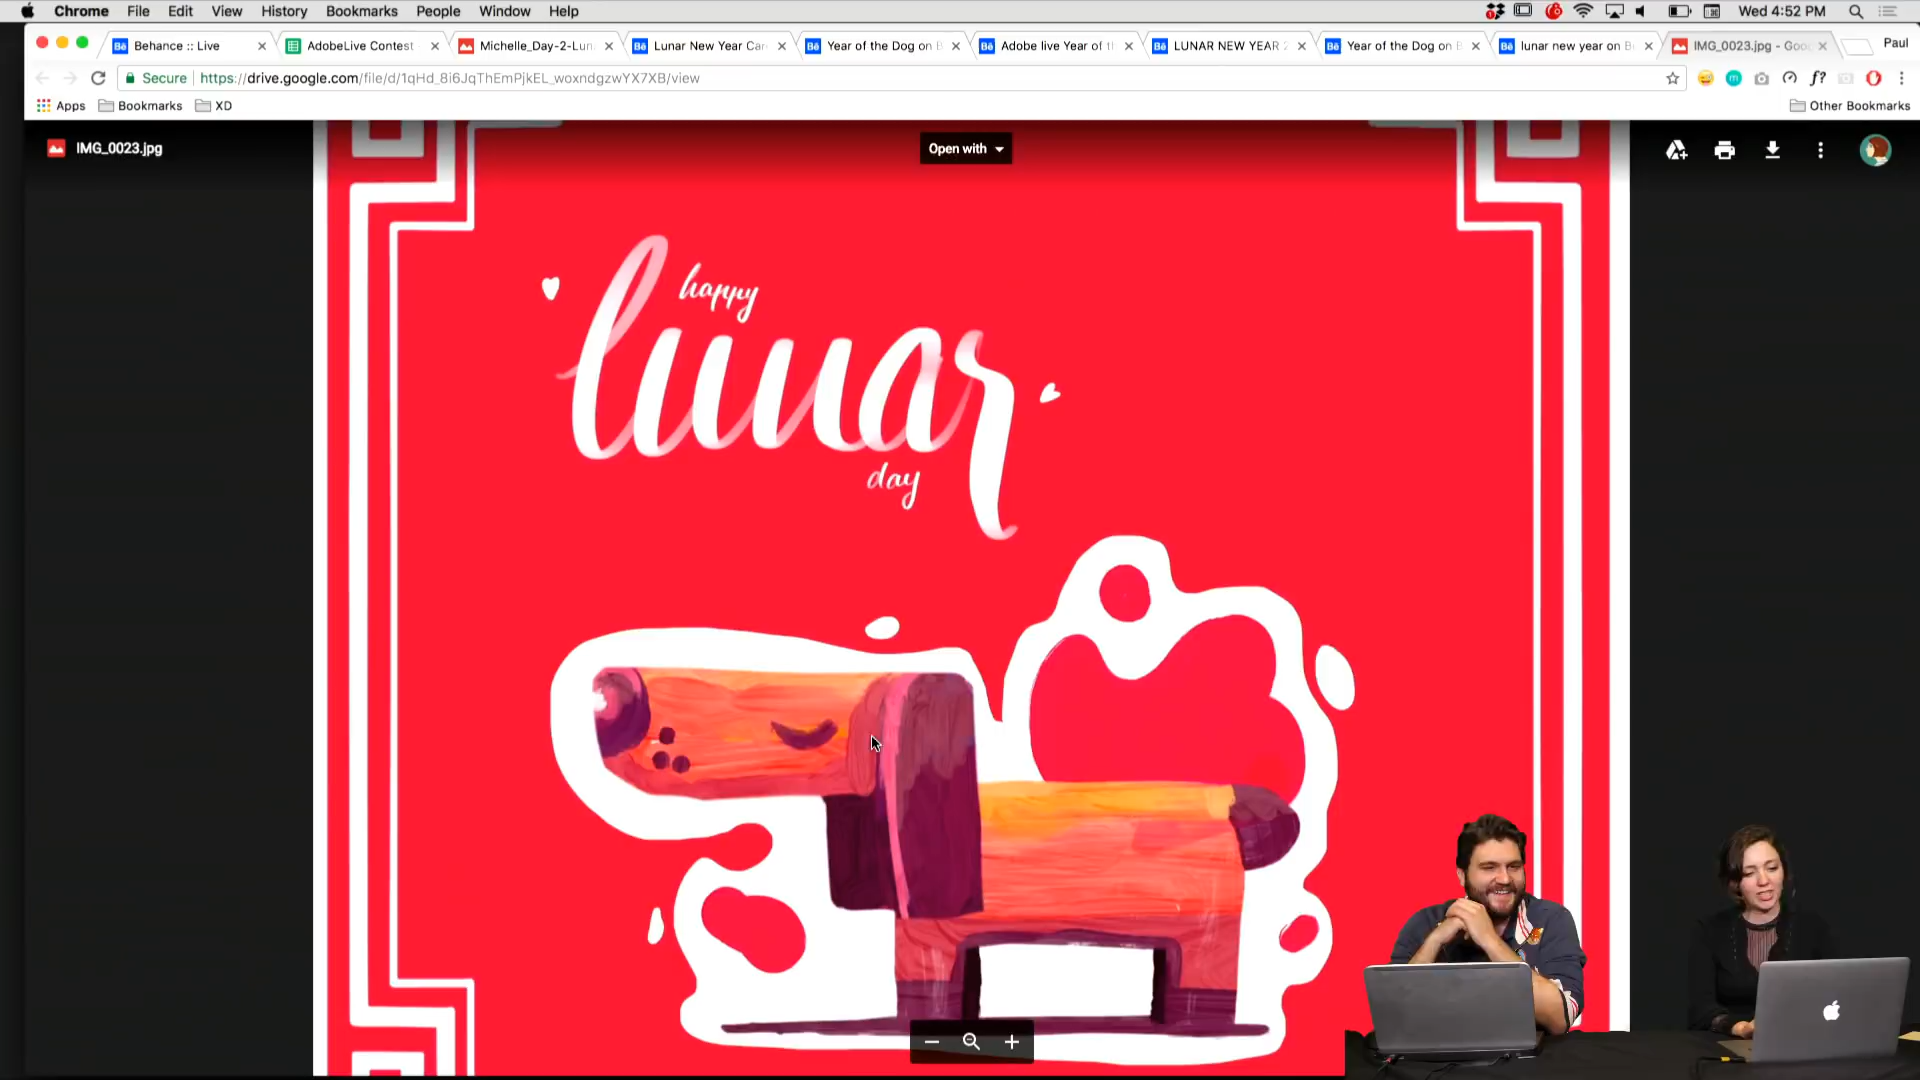 Chrome File Edit View History Bookmarks People Window Help Wed 4:52 PM
Behance :: Live AdobeLive Contest Michelle_Day-2-Lun Lunar New Year Car Year of the Dog on B Adobe live Year of t LUNAR NEW YEAR Year of the Dog on B lunar new year on B IMG_0023.jpg - Goo Paul
Secure https://drive.google.com/file/d/1qHd_8i6JqThEmPjkEL_woxndgzwYX7XB/view
Apps Bookmarks XD Other Bookmarks
IMG_0023.jpg Open with
happy
lunar
day